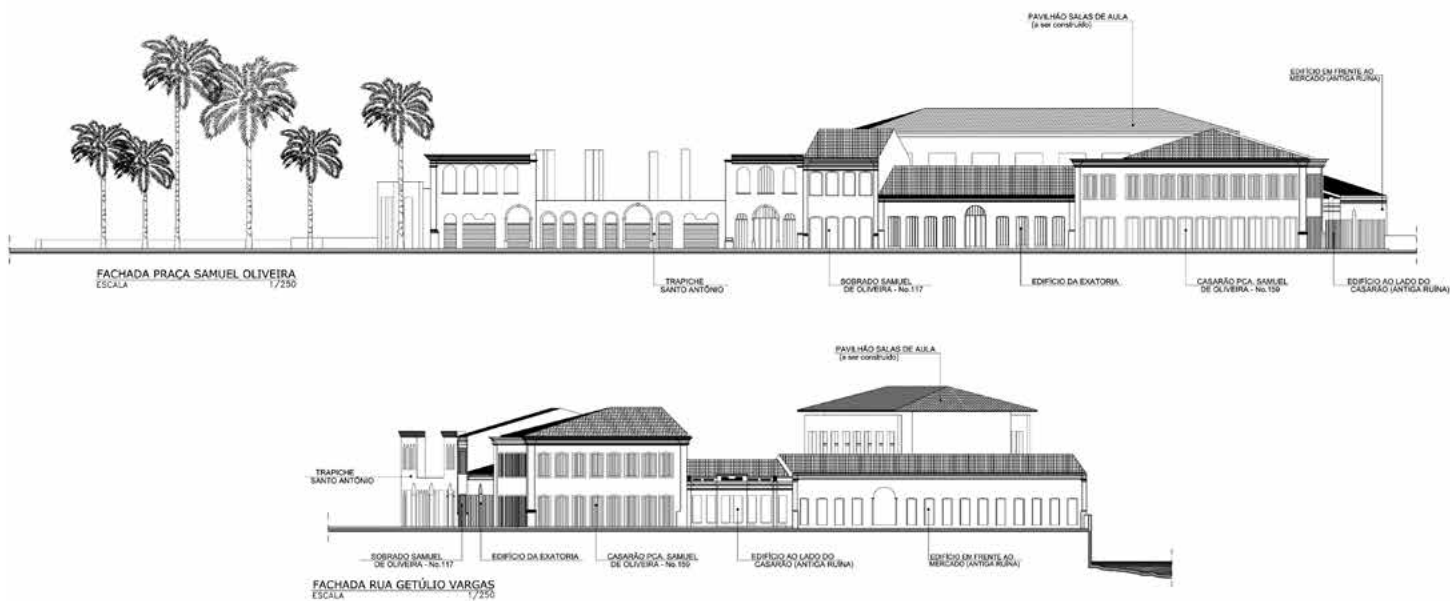 PAVILHÃO SALAS DE AULA
(a ser construído)
EDIFÍCIO EM FRENTE AO
MERCADO (ANTIGA RUÍNA)
FACHADA PRAÇA SAMUEL OLIVEIRA
ESCALA 1/250
TRAPICHE
SANTO ANTÔNIO
SOBRADO SAMUEL
DE OLIVEIRA - No.117
EDIFÍCIO DA EXATORIA
CASARÃO PCA. SAMUEL
DE OLIVEIRA - No.159
EDIFÍCIO AO LADO DO
CASARÃO (ANTIGA RUÍNA)
PAVILHÃO SALAS DE AULA
(a ser construído)
TRAPICHE
SANTO ANTÔNIO
SOBRADO SAMUEL
DE OLIVEIRA - No.117
EDIFÍCIO DA EXATORIA
CASARÃO PCA. SAMUEL
DE OLIVEIRA - No.159
EDIFÍCIO AO LADO DO
CASARÃO (ANTIGA RUÍNA)
EDIFÍCIO EM FRENTE AO
MERCADO (ANTIGA RUÍNA)
FACHADA RUA GETÚLIO VARGAS
ESCALA 1/250